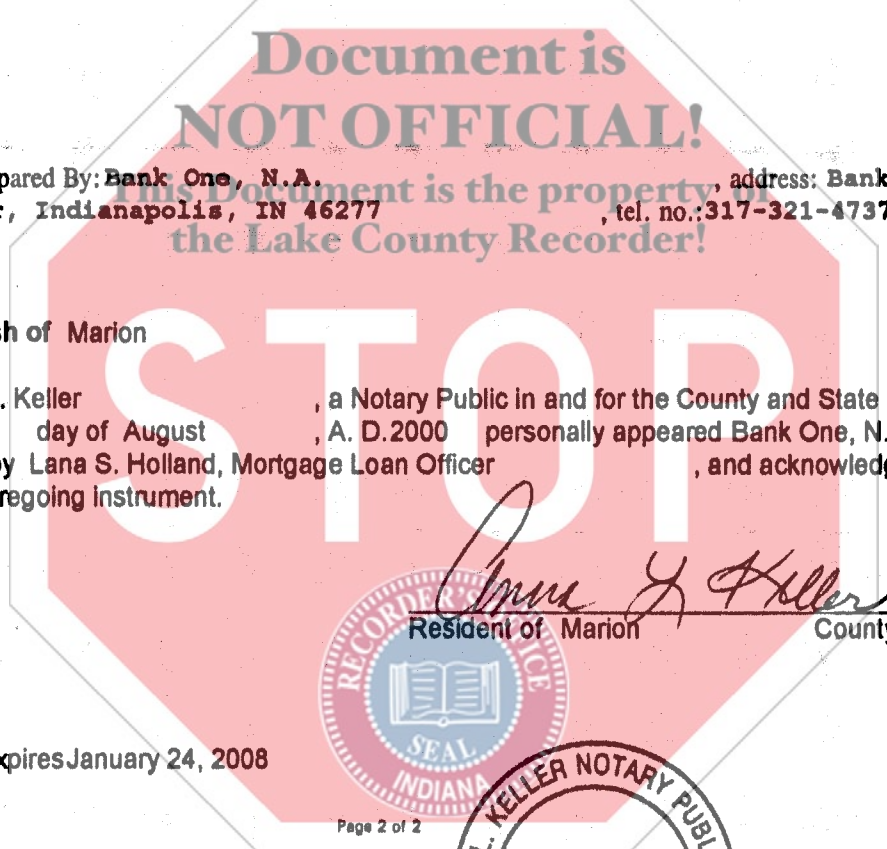 Document is
NOT OFFICIAL!
This Document is the property of
the Lake County Recorder!
STOP
pared By: Bank One, N.A. , address: Bank
r, Indianapolis, IN 46277 , tel. no.:317-321-4737
sh of Marion
. Keller , a Notary Public in and for the County and State
day of August , A. D.2000 personally appeared Bank One, N.
y Lana S. Holland, Mortgage Loan Officer , and acknowledg
regoing instrument.
Anna L Keller
Resident of Marion County
RECORDER'S OFFICE
SEAL
INDIANA
xpires January 24, 2008
Page 2 of 2
L. KELLER NOTARY PUBL